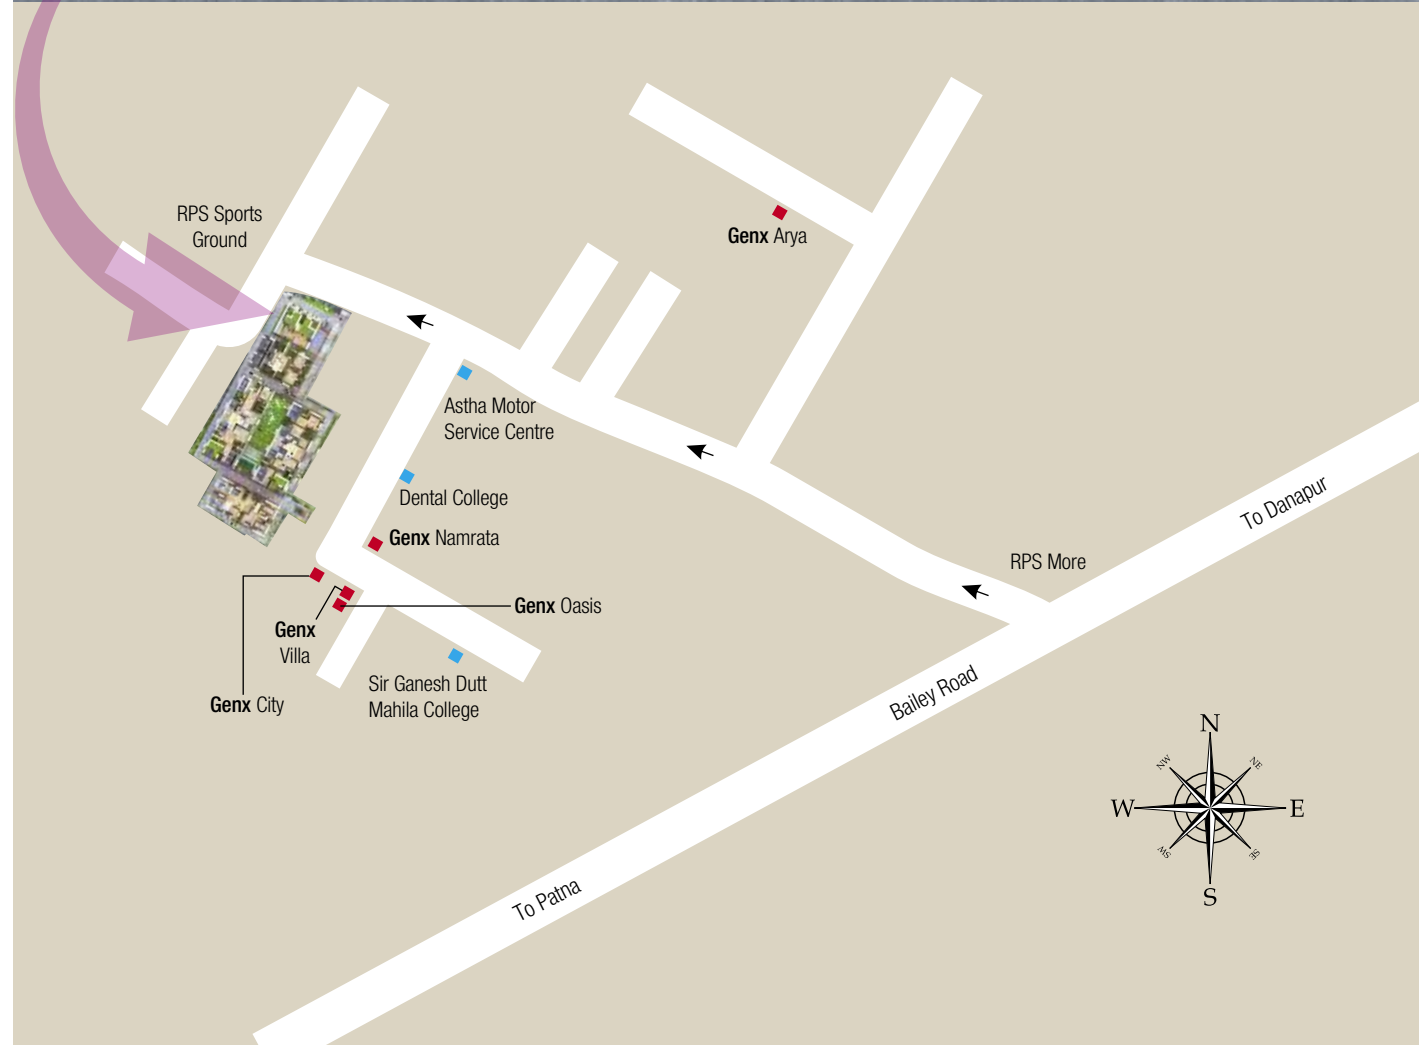 RPS Sports
Ground
Genx Arya
Astha Motor
Service Centre
Dental College
Genx Namrata
To Danapur
RPS More
Genx Oasis
Genx
Villa
Sir Ganesh Dutt
Mahila College
Genx City
Bailey Road
To Patna
N
NW
NE
W
E
SW
SE
S